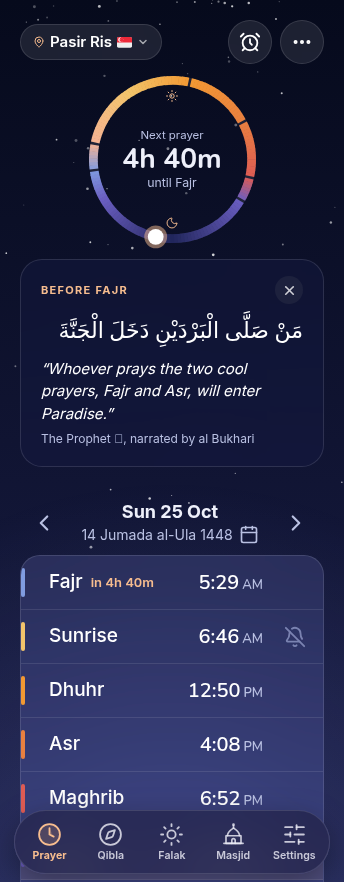 Pasir Ris 🇸🇬
Next prayer
4h 40m
until Fajr
BEFORE FAJR
مَنْ صَلَّى الْبَرْدَيْنِ دَخَلَ الْجَنَّةَ
“Whoever prays the two cool
prayers, Fajr and Asr, will enter
Paradise.”
The Prophet ▯, narrated by al Bukhari
Sun 25 Oct
14 Jumada al-Ula 1448
Fajr in 4h 40m 5:29 AM
Sunrise 6:46 AM
Dhuhr 12:50 PM
Asr 4:08 PM
Maghrib 6:52 PM
Prayer Qibla Falak Masjid Settings